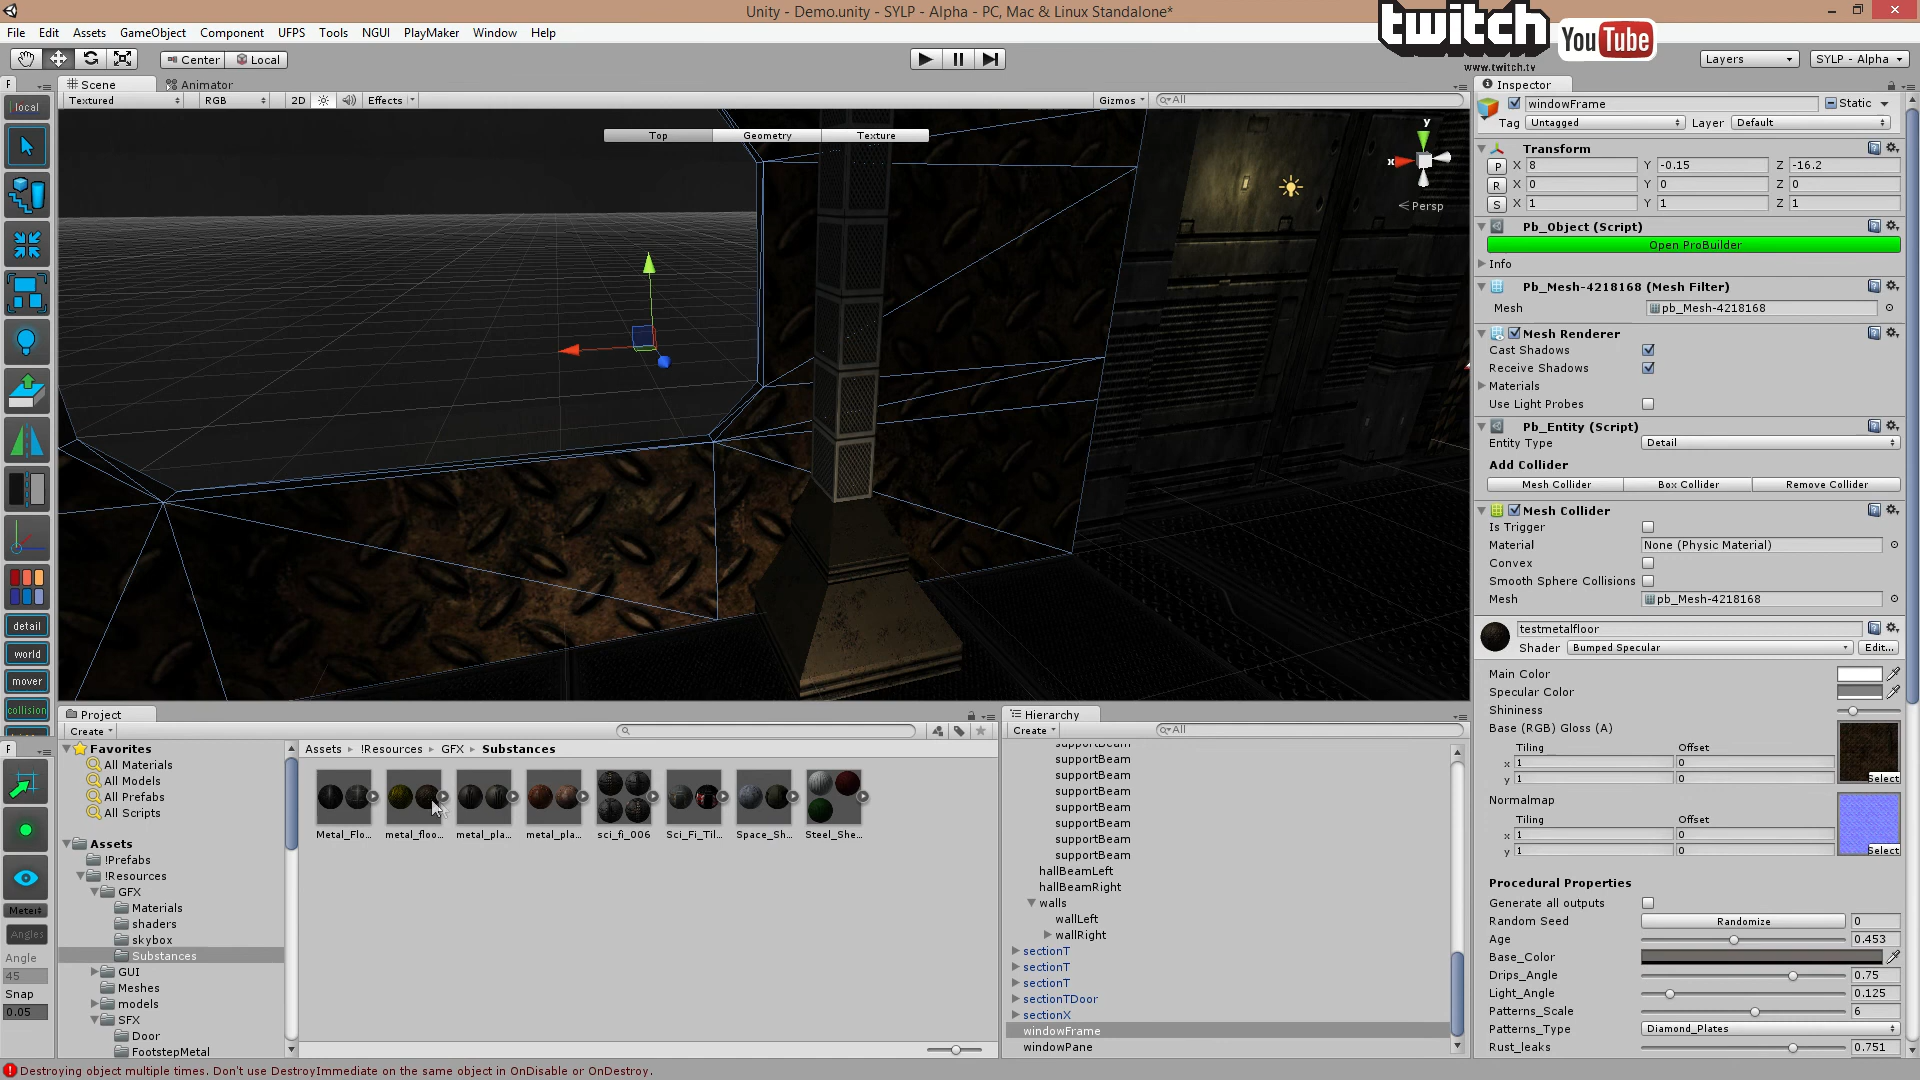 Unity - Demo.unity - SYLP - Alpha - PC, Mac & Linux Standalone*
twitch
www.twitch.tv
YouTube
File Edit Assets GameObject Component UFPS Tools NGUI PlayMaker Window Help
Center Local
Layers SYLP - Alpha
Scene Animator
Textured RGB 2D Effects Gizmos All
Top Geometry Texture
y
x
Persp
local
detail
world
mover
collision
Inspector
windowFrame Static
Tag Untagged Layer Default
Transform
P X 8 Y -0.15 Z -16.2
R X 0 Y 0 Z 0
S X 1 Y 1 Z 1
Pb_Object (Script)
Open ProBuilder
Info
Pb_Mesh-4218168 (Mesh Filter)
Mesh pb_Mesh-4218168
Mesh Renderer
Cast Shadows
Receive Shadows
Materials
Use Light Probes
Pb_Entity (Script)
Entity Type Detail
Add Collider
Mesh Collider Box Collider Remove Collider
Mesh Collider
Is Trigger
Material None (Physic Material)
Convex
Smooth Sphere Collisions
Mesh pb_Mesh-4218168
testmetalfloor
Shader Bumped Specular Edit...
Main Color
Specular Color
Shininess
Base (RGB) Gloss (A)
Tiling Offset
x 1 0
y 1 0
Select
Normalmap
Tiling Offset
x 1 0
y 1 0
Select
Procedural Properties
Generate all outputs
Random Seed Randomize 0
Age 0.453
Base_Color
Drips_Angle 0.75
Light_Angle 0.125
Patterns_Scale 6
Patterns_Type Diamond_Plates
Rust_leaks 0.751
Project
Create
Favorites
All Materials
All Models
All Prefabs
All Scripts
Assets
!Prefabs
!Resources
GFX
Materials
shaders
skybox
Substances
GUI
Meshes
models
SFX
Door
FootstepMetal
Assets !Resources GFX Substances
Metal_Flo... metal_floo... metal_pla... metal_pla... sci_fi_006 Sci_Fi_Til... Space_Sh... Steel_She...
Angles
Angle
45
Snap
0.05
Hierarchy
Create All
supportBeam
supportBeam
supportBeam
supportBeam
supportBeam
supportBeam
supportBeam
supportBeam
hallBeamLeft
hallBeamRight
walls
wallLeft
wallRight
sectionT
sectionT
sectionT
sectionTDoor
sectionX
windowFrame
windowPane
Destroying object multiple times. Don't use DestroyImmediate on the same object in OnDisable or OnDestroy.